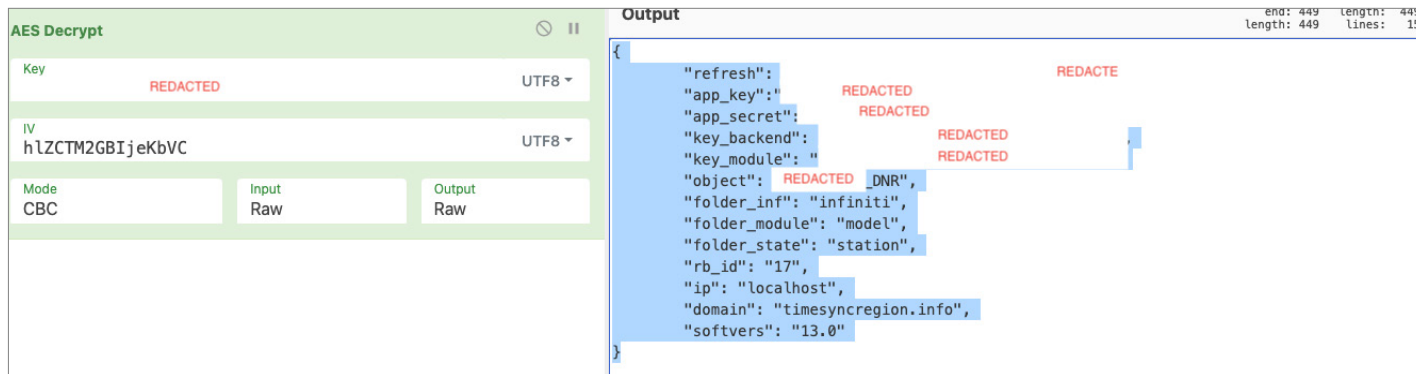 AES Decrypt
Key
REDACTED
UTF8
IV
hlZCTM2GBIjeKbVC
UTF8
Mode
CBC
Input
Raw
Output
Raw
Output
end: 449 length: 449
length: 449 lines: 15
{
"refresh": REDACTE
"app_key":" REDACTED
"app_secret": REDACTED
"key_backend": REDACTED ,
"key_module": " REDACTED
"object": REDACTED _DNR",
"folder_inf": "infiniti",
"folder_module": "model",
"folder_state": "station",
"rb_id": "17",
"ip": "localhost",
"domain": "timesyncregion.info",
"softvers": "13.0"
}